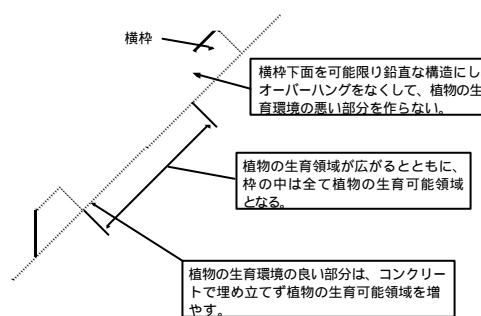 横枠
横枠下面を可能限り鉛直な構造にし
オーバーハングをなくして、植物の生
育環境の悪い部分を作らない。
植物の生育領域が広がるとともに、
枠の中は全て植物の生育可能領域
となる。
植物の生育環境の良い部分は、コンクリー
トで埋め立てず植物の生育可能領域を増
やす。